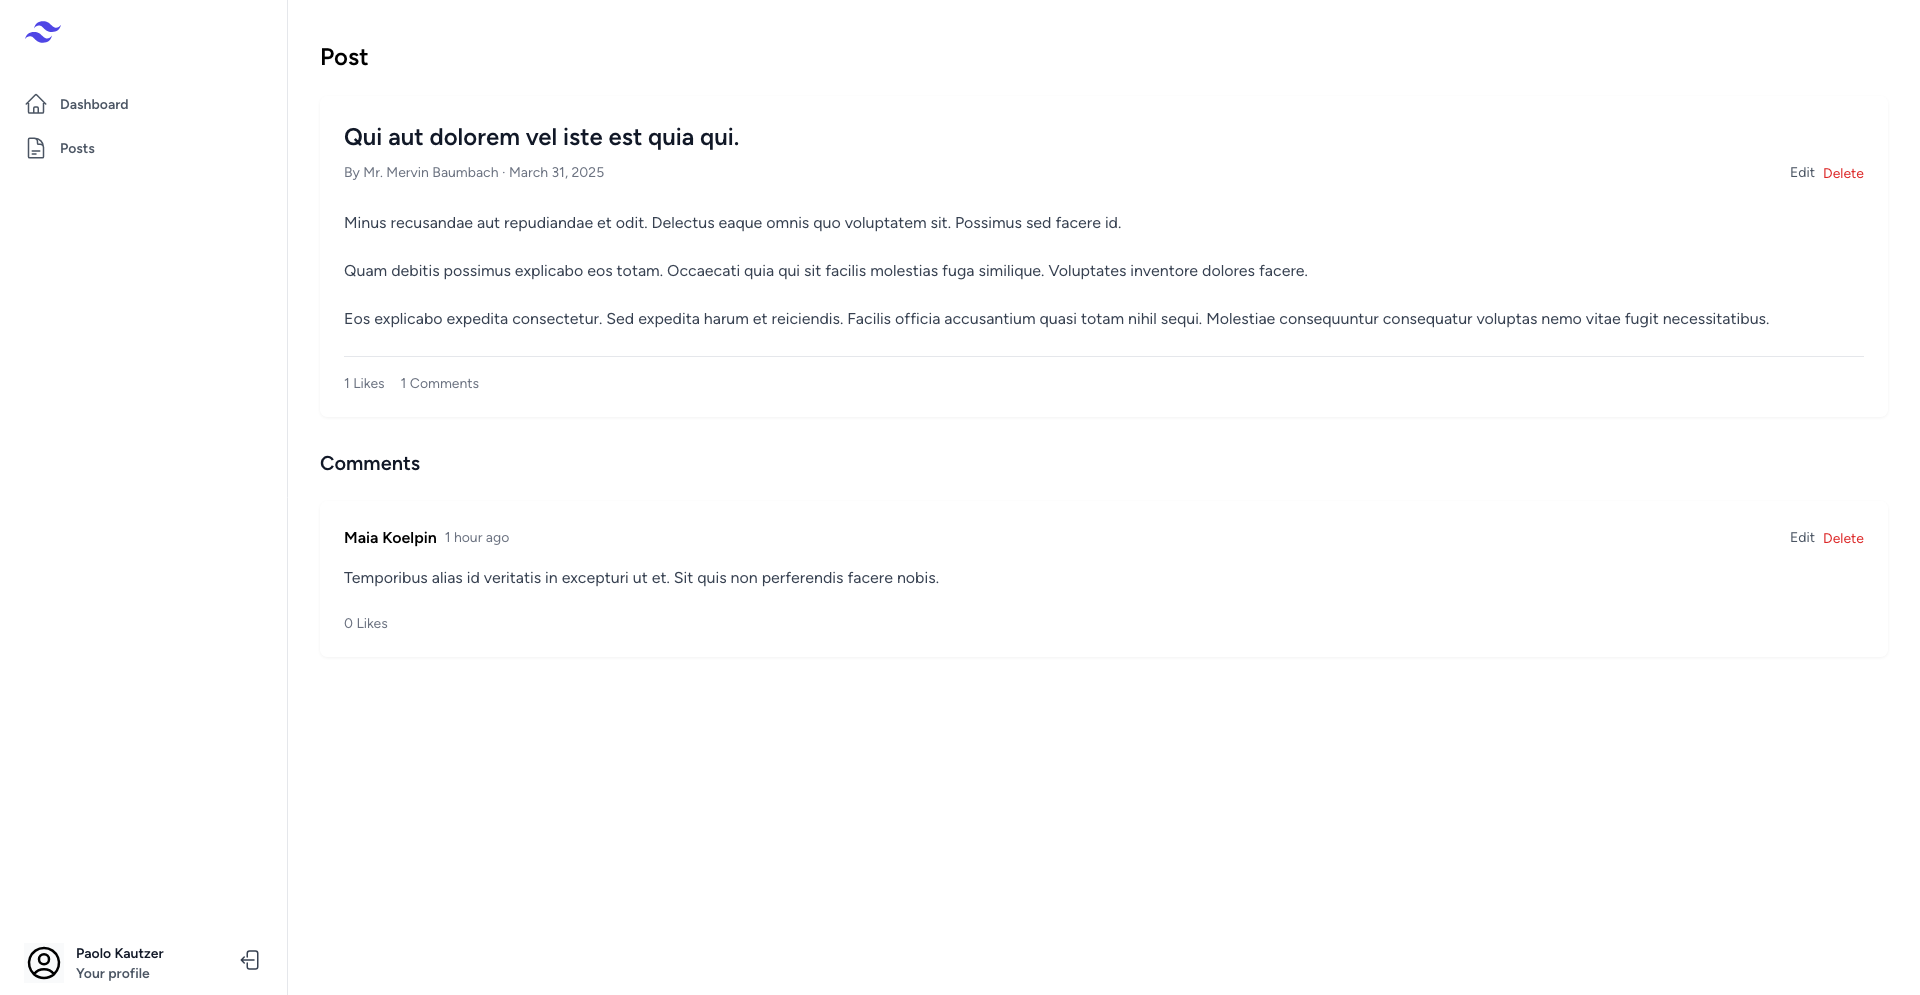 Dashboard
Posts
Paolo Kautzer
Your profile
Post
Qui aut dolorem vel iste est quia qui.
By Mr. Mervin Baumbach · March 31, 2025
Edit Delete
Minus recusandae aut repudiandae et odit. Delectus eaque omnis quo voluptatem sit. Possimus sed facere id.
Quam debitis possimus explicabo eos totam. Occaecati quia qui sit facilis molestias fuga similique. Voluptates inventore dolores facere.
Eos explicabo expedita consectetur. Sed expedita harum et reiciendis. Facilis officia accusantium quasi totam nihil sequi. Molestiae consequuntur consequatur voluptas nemo vitae fugit necessitatibus.
1 Likes 1 Comments
Comments
Maia Koelpin 1 hour ago
Edit Delete
Temporibus alias id veritatis in excepturi ut et. Sit quis non perferendis facere nobis.
0 Likes